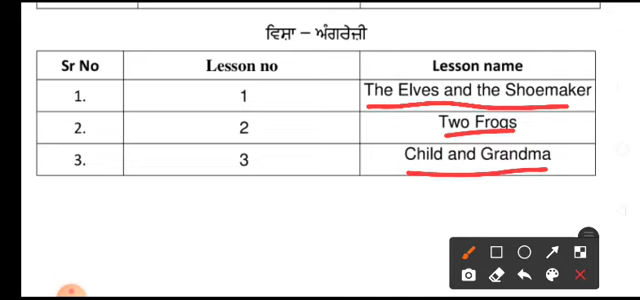 ਵਿਸ਼ਾ – ਅੰਗਰੇਜ਼ੀ
Sr No Lesson no Lesson name
1. 1 The Elves and the Shoemaker
2. 2 Two Frogs
3. 3 Child and Grandma